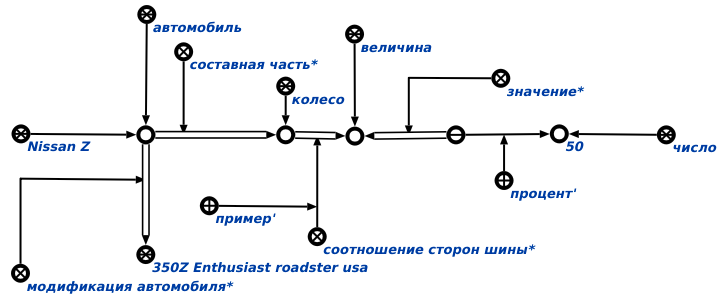 автомобиль
составная часть*
величина
колесо
значение*
Nissan Z
50
число
процент'
пример'
соотношение сторон шины*
350Z Enthusiast roadster usa
модификация автомобиля*